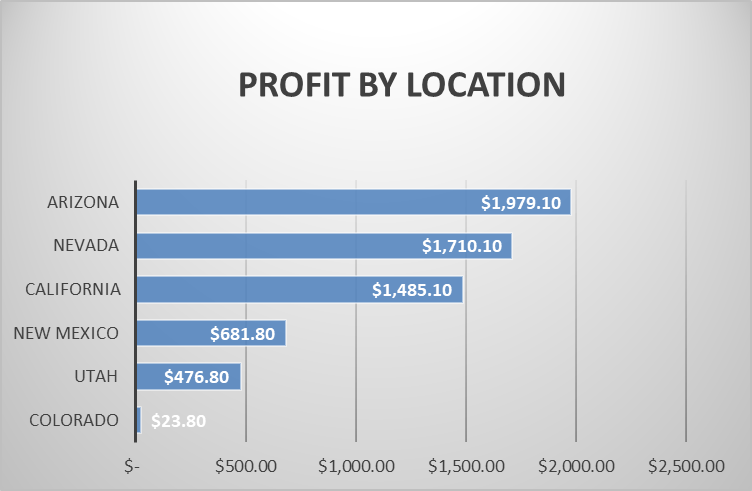 PROFIT BY LOCATION
ARIZONA $1,979.10
NEVADA $1,710.10
CALIFORNIA $1,485.10
NEW MEXICO $681.80
UTAH $476.80
COLORADO $23.80
$- $500.00 $1,000.00 $1,500.00 $2,000.00 $2,500.00